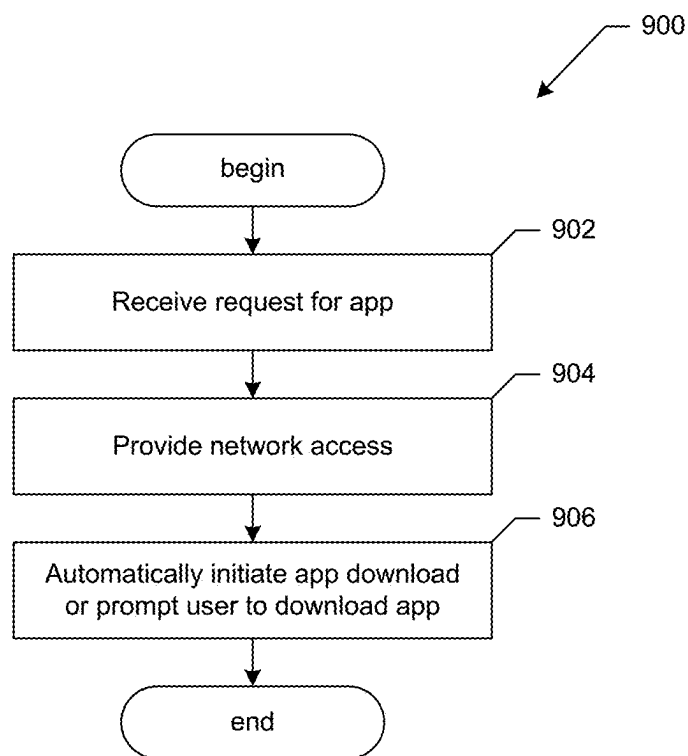 900
begin
902
Receive request for app
904
Provide network access
906
Automatically initiate app download
or prompt user to download app
end